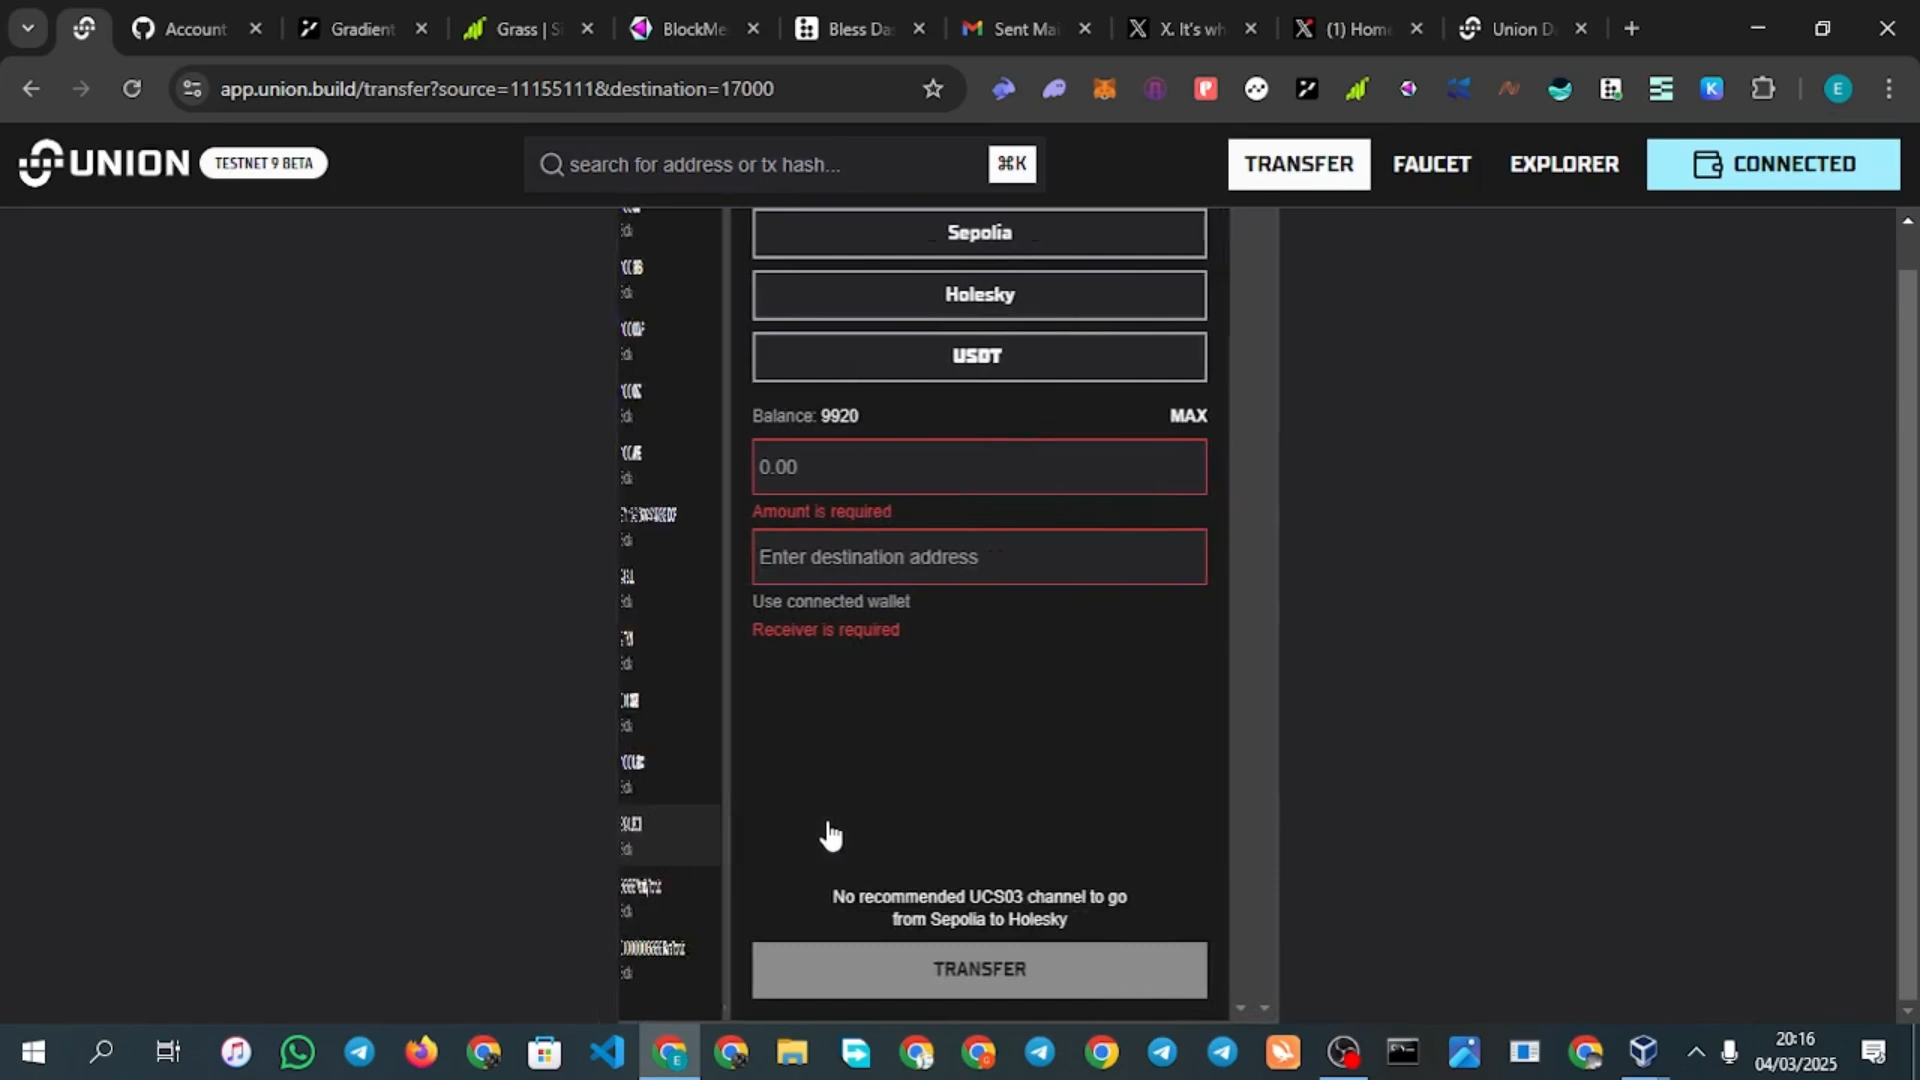 Account
Gradient
Grass | Si
BlockMe
Bless Da
Sent Mai
X. It's wh
(1) Home
Union D
app.union.build/transfer?source=11155111&destination=17000
E
UNION
TESTNET 9 BETA
search for address or tx hash...
⌘K
TRANSFER
FAUCET
EXPLORER
CONNECTED
Sepolia
Holesky
USDT
Balance: 9920
MAX
0.00
Amount is required
Enter destination address
Use connected wallet
Receiver is required
No recommended UCS03 channel to go
from Sepolia to Holesky
TRANSFER
20:16
04/03/2025